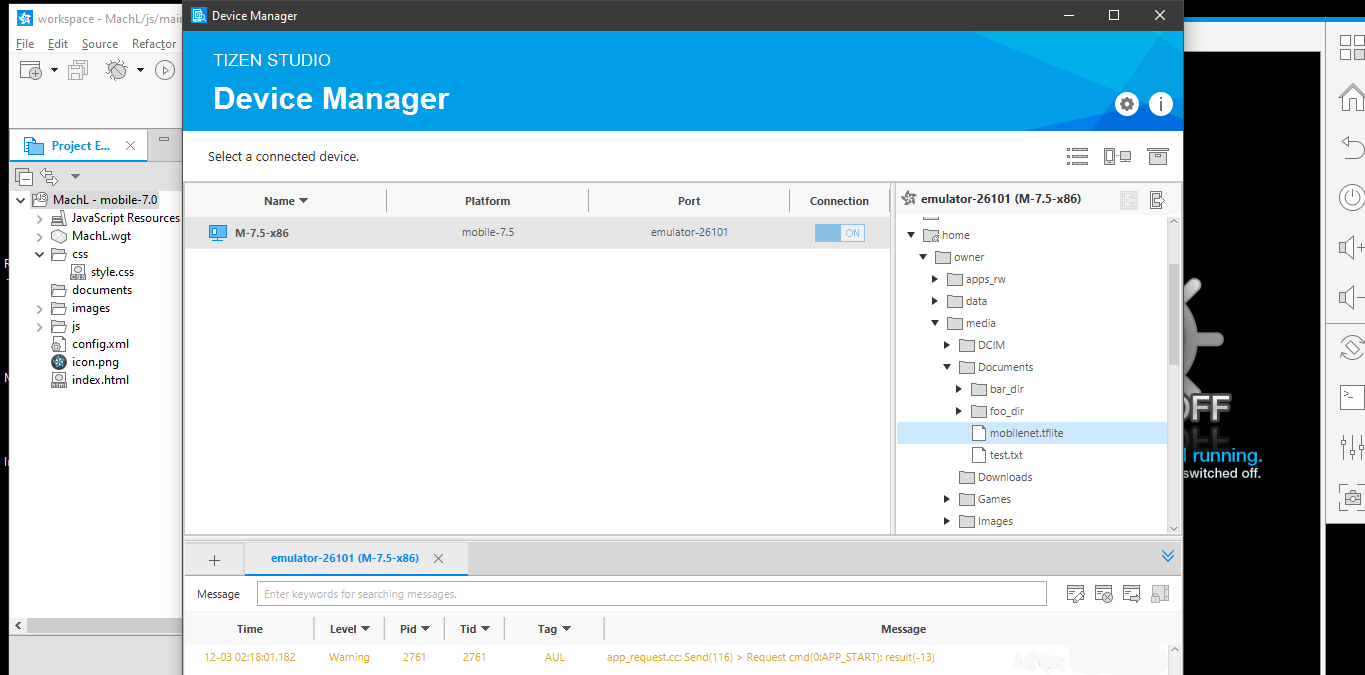 workspace - MachL/js/mai
Device Manager
File Edit Source Refactor
TIZEN STUDIO
Device Manager
Project E...
Select a connected device.
MachL - mobile-7.0
JavaScript Resources
MachL.wgt
css
style.css
documents
images
js
config.xml
icon.png
index.html
Name Platform Port Connection
M-7.5-x86 mobile-7.5 emulator-26101 ON
emulator-26101 (M-7.5-x86)
home
owner
apps_rw
data
media
DCIM
Documents
bar_dir
foo_dir
mobilenet.tflite
test.txt
Downloads
Games
Images
OFF
running.
switched off.
emulator-26101 (M-7.5-x86)
Message Enter keywords for searching messages.
Time Level Pid Tid Tag Message
12-03 02:18:01.182 Warning 2761 2761 AUL app_request.cc: Send(116) > Request cmd(0:APP_START): result(-13)